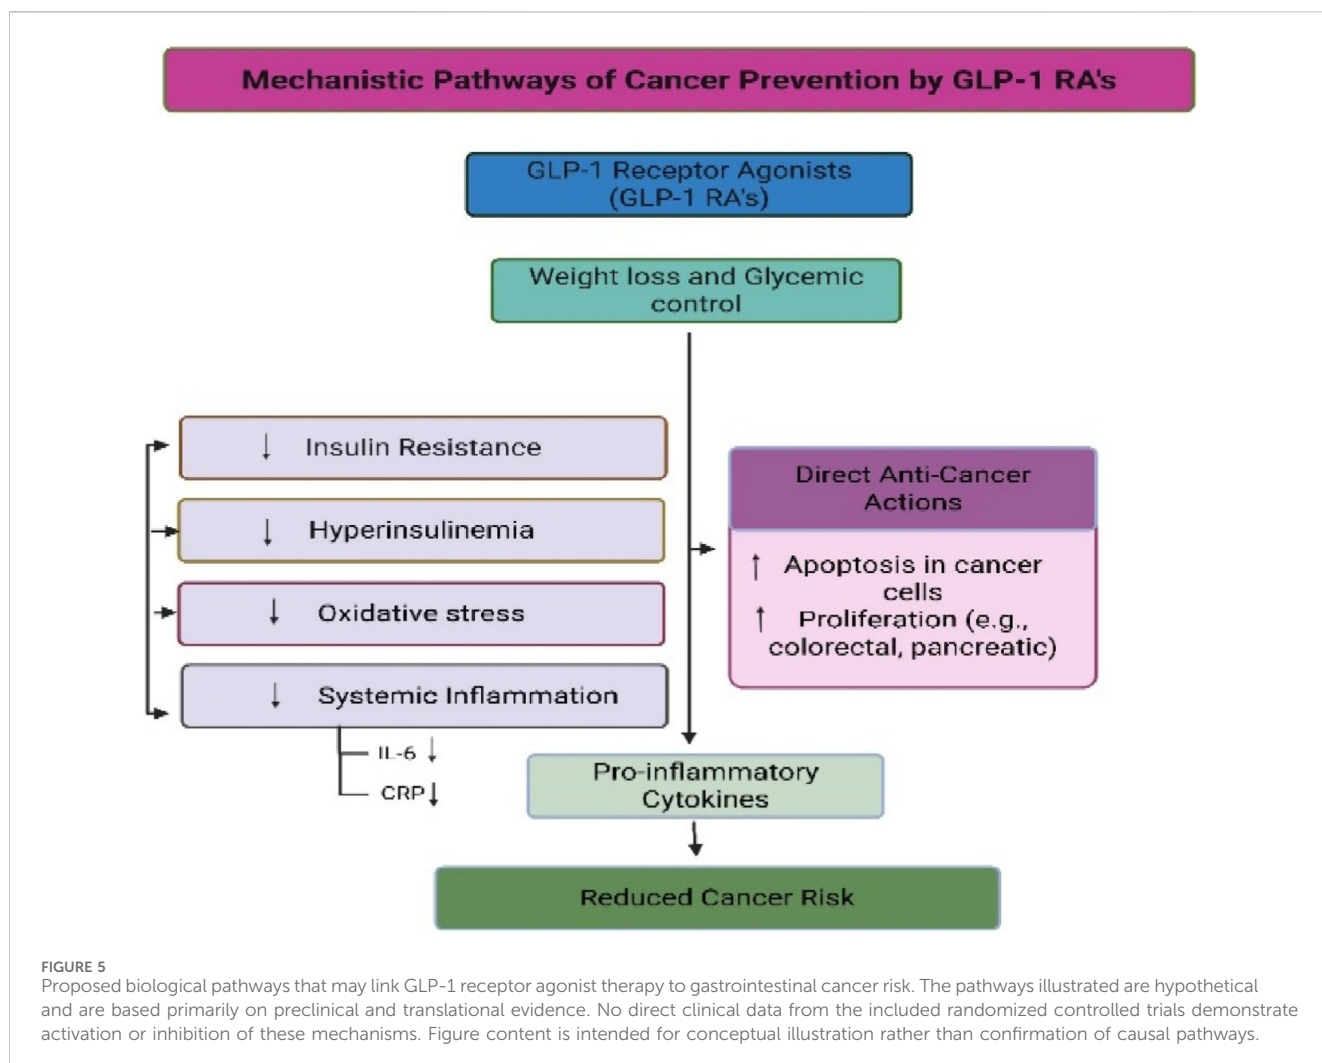 Mechanistic Pathways of Cancer Prevention by GLP-1 RA's
GLP-1 Receptor Agonists
(GLP-1 RA's)
Weight loss and Glycemic
control
↓ Insulin Resistance
↓ Hyperinsulinemia
↓ Oxidative stress
↓ Systemic Inflammation
IL-6 ↓
CRP ↓
Direct Anti-Cancer
Actions
↑ Apoptosis in cancer
cells
↑ Proliferation (e.g.,
colorectal, pancreatic)
Pro-inflammatory
Cytokines
Reduced Cancer Risk
FIGURE 5
Proposed biological pathways that may link GLP-1 receptor agonist therapy to gastrointestinal cancer risk. The pathways illustrated are hypothetical
and are based primarily on preclinical and translational evidence. No direct clinical data from the included randomized controlled trials demonstrate
activation or inhibition of these mechanisms. Figure content is intended for conceptual illustration rather than confirmation of causal pathways.